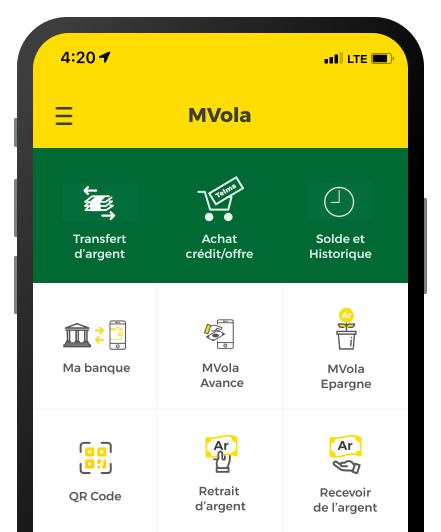 4:20 LTE
MVola
Telma
Transfert
d'argent
Achat
crédit/offre
Solde et
Historique
Ar
Ma banque
MVola
Avance
MVola
Epargne
Ar
Ar
QR Code
Retrait
d'argent
Recevoir
de l'argent